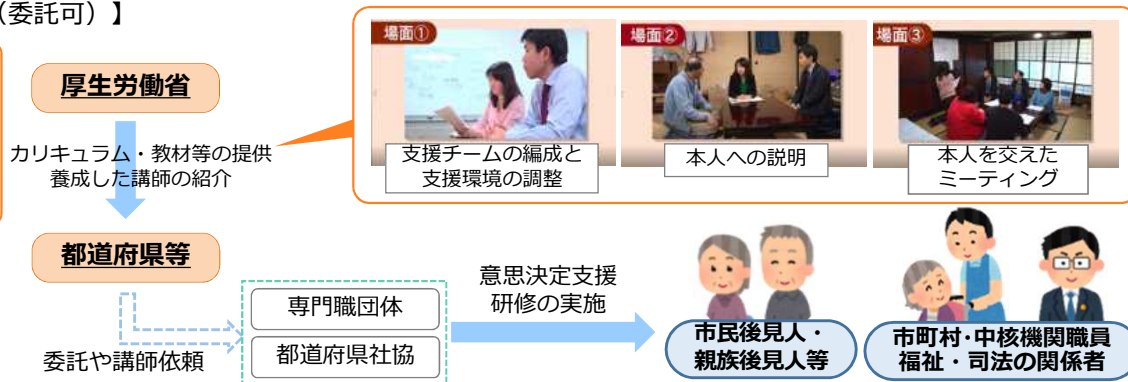 （委託可）】
厚生労働省
カリキュラム・教材等の提供
養成した講師の紹介
場面①
支援チームの編成と
支援環境の調整
場面②
本人への説明
場面③
本人を交えた
ミーティング
都道府県等
委託や講師依頼
専門職団体
都道府県社協
意思決定支援
研修の実施
市民後見人・
親族後見人等
市町村・中核機関職員
福祉・司法の関係者